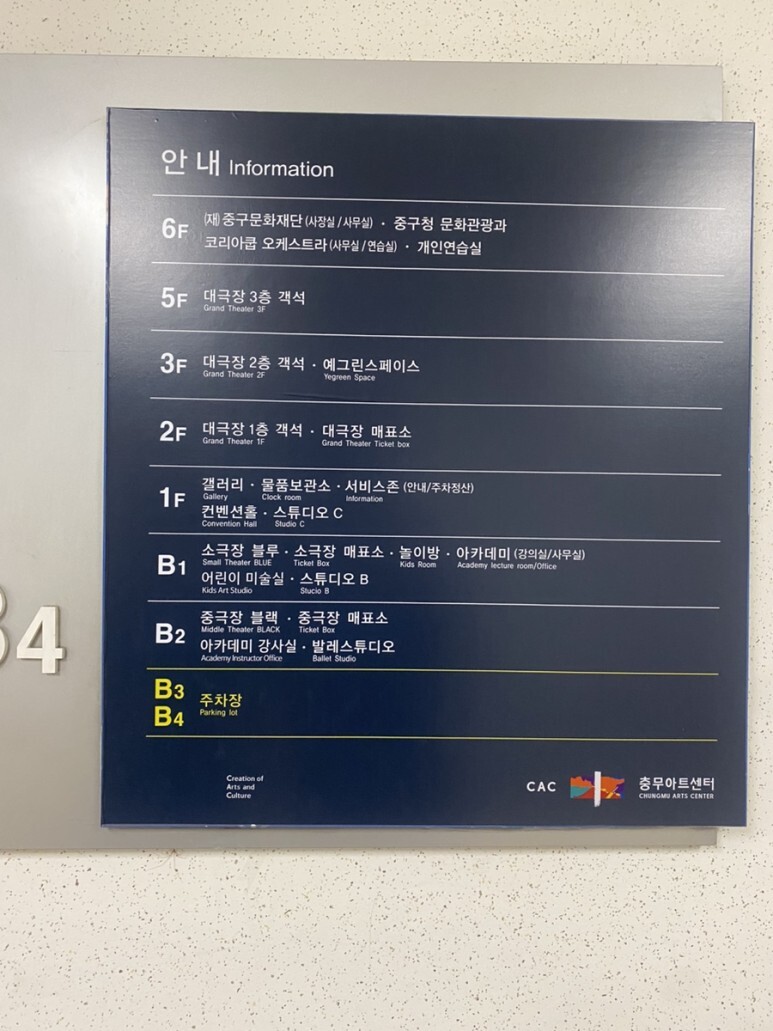 안내 Information
6F (재)중구문화재단(사장실/사무실) · 중구청 문화관광과
코리아쿱 오케스트라(사무실/연습실) · 개인연습실
5F 대극장 3층 객석
Grand Theater 3F
3F 대극장 2층 객석 · 예그린스페이스
Grand Theater 2F Yegreen Space
2F 대극장 1층 객석 · 대극장 매표소
Grand Theater 1F Grand Theater Ticket box
1F 갤러리 · 물품보관소 · 서비스존 (안내/주차정산)
Gallery Clock room Information
컨벤션홀 · 스튜디오 C
Convention Hall Studio C
B1 소극장 블루 · 소극장 매표소 · 놀이방 · 아카데미 (강의실/사무실)
Small Theater BLUE Ticket Box Kids Room Academy lecture room/Office
어린이 미술실 · 스튜디오 B
Kids Art Studio Stucio B
B2 중극장 블랙 · 중극장 매표소
Middle Theater BLACK Ticket Box
아카데미 강사실 · 발레스튜디오
Academy Instructor Office Ballet Studio
B3
B4 주차장
Parking lot
B4
Creation of
Arts and
Culture
CAC 충무아트센터
CHUNGMU ARTS CENTER